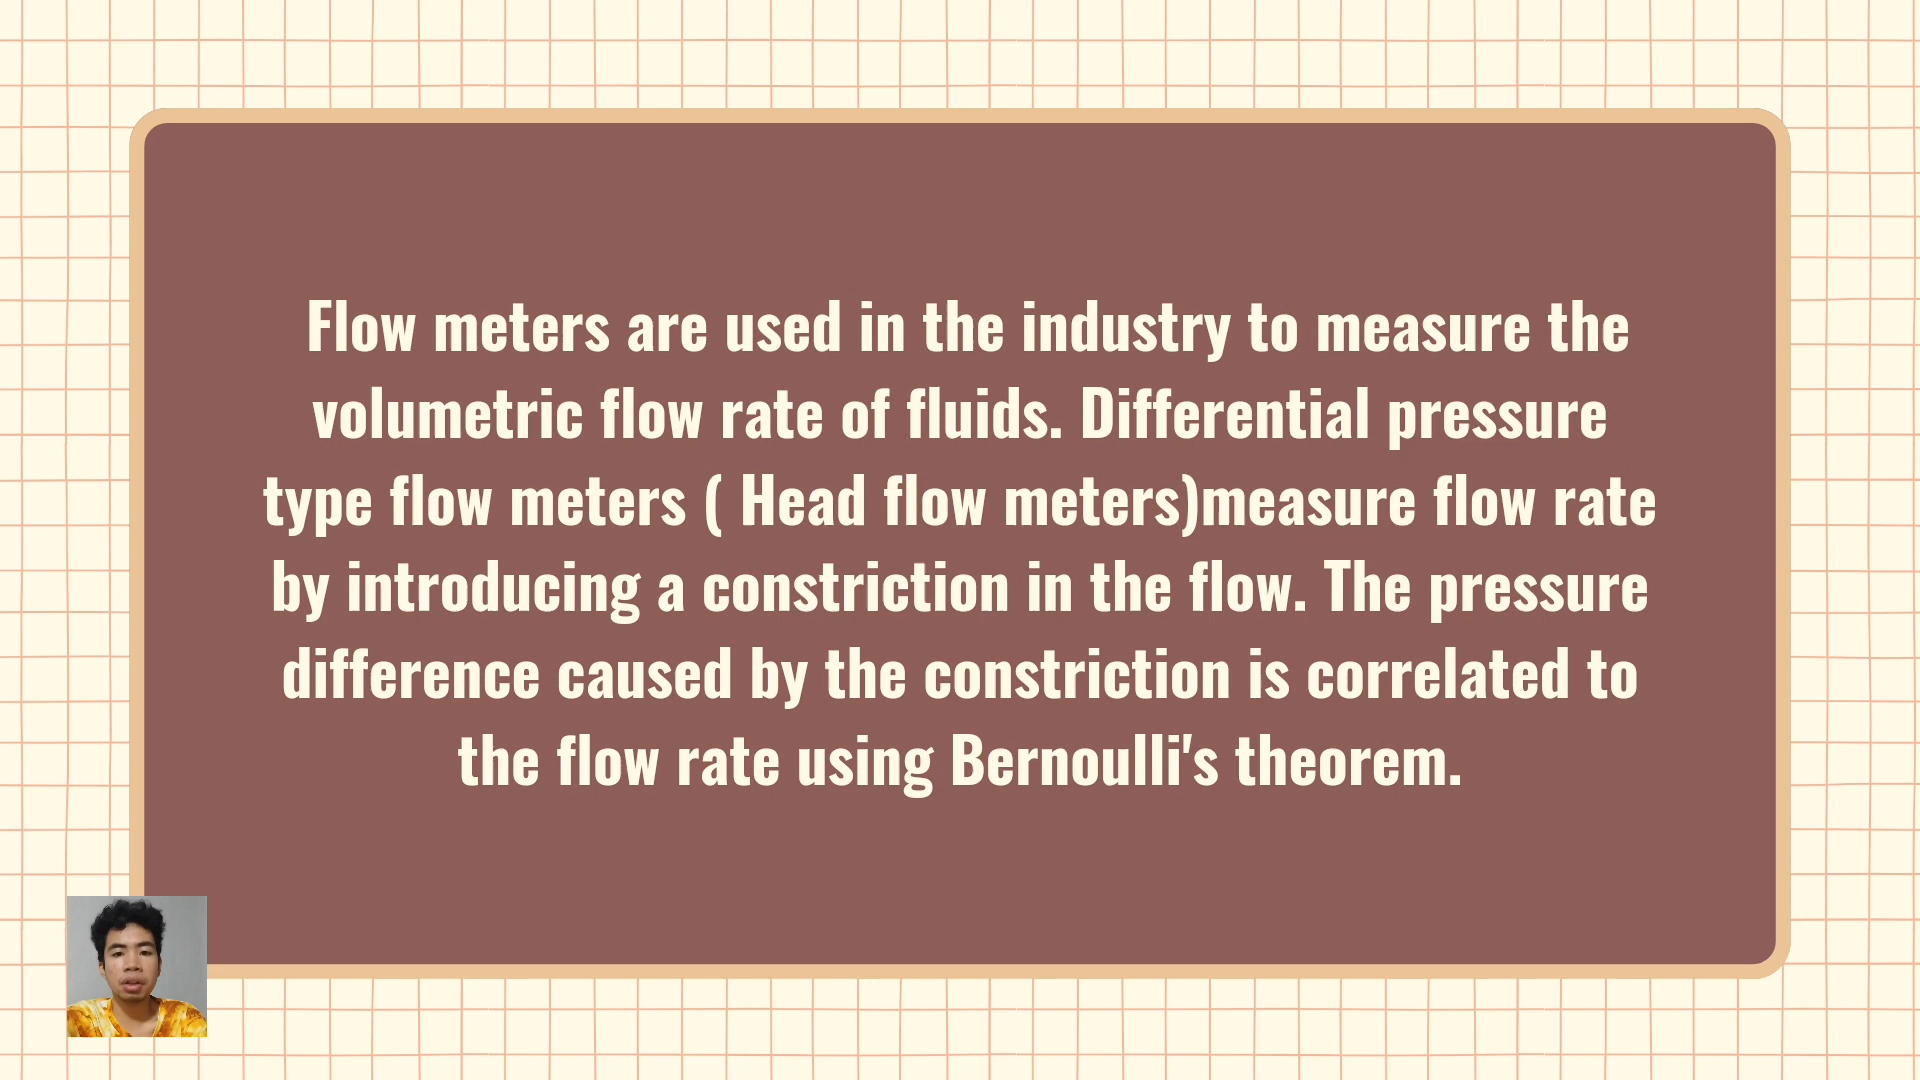 Flow meters are used in the industry to measure the
volumetric flow rate of fluids. Differential pressure
type flow meters ( Head flow meters)measure flow rate
by introducing a constriction in the flow. The pressure
difference caused by the constriction is correlated to
the flow rate using Bernoulli's theorem.